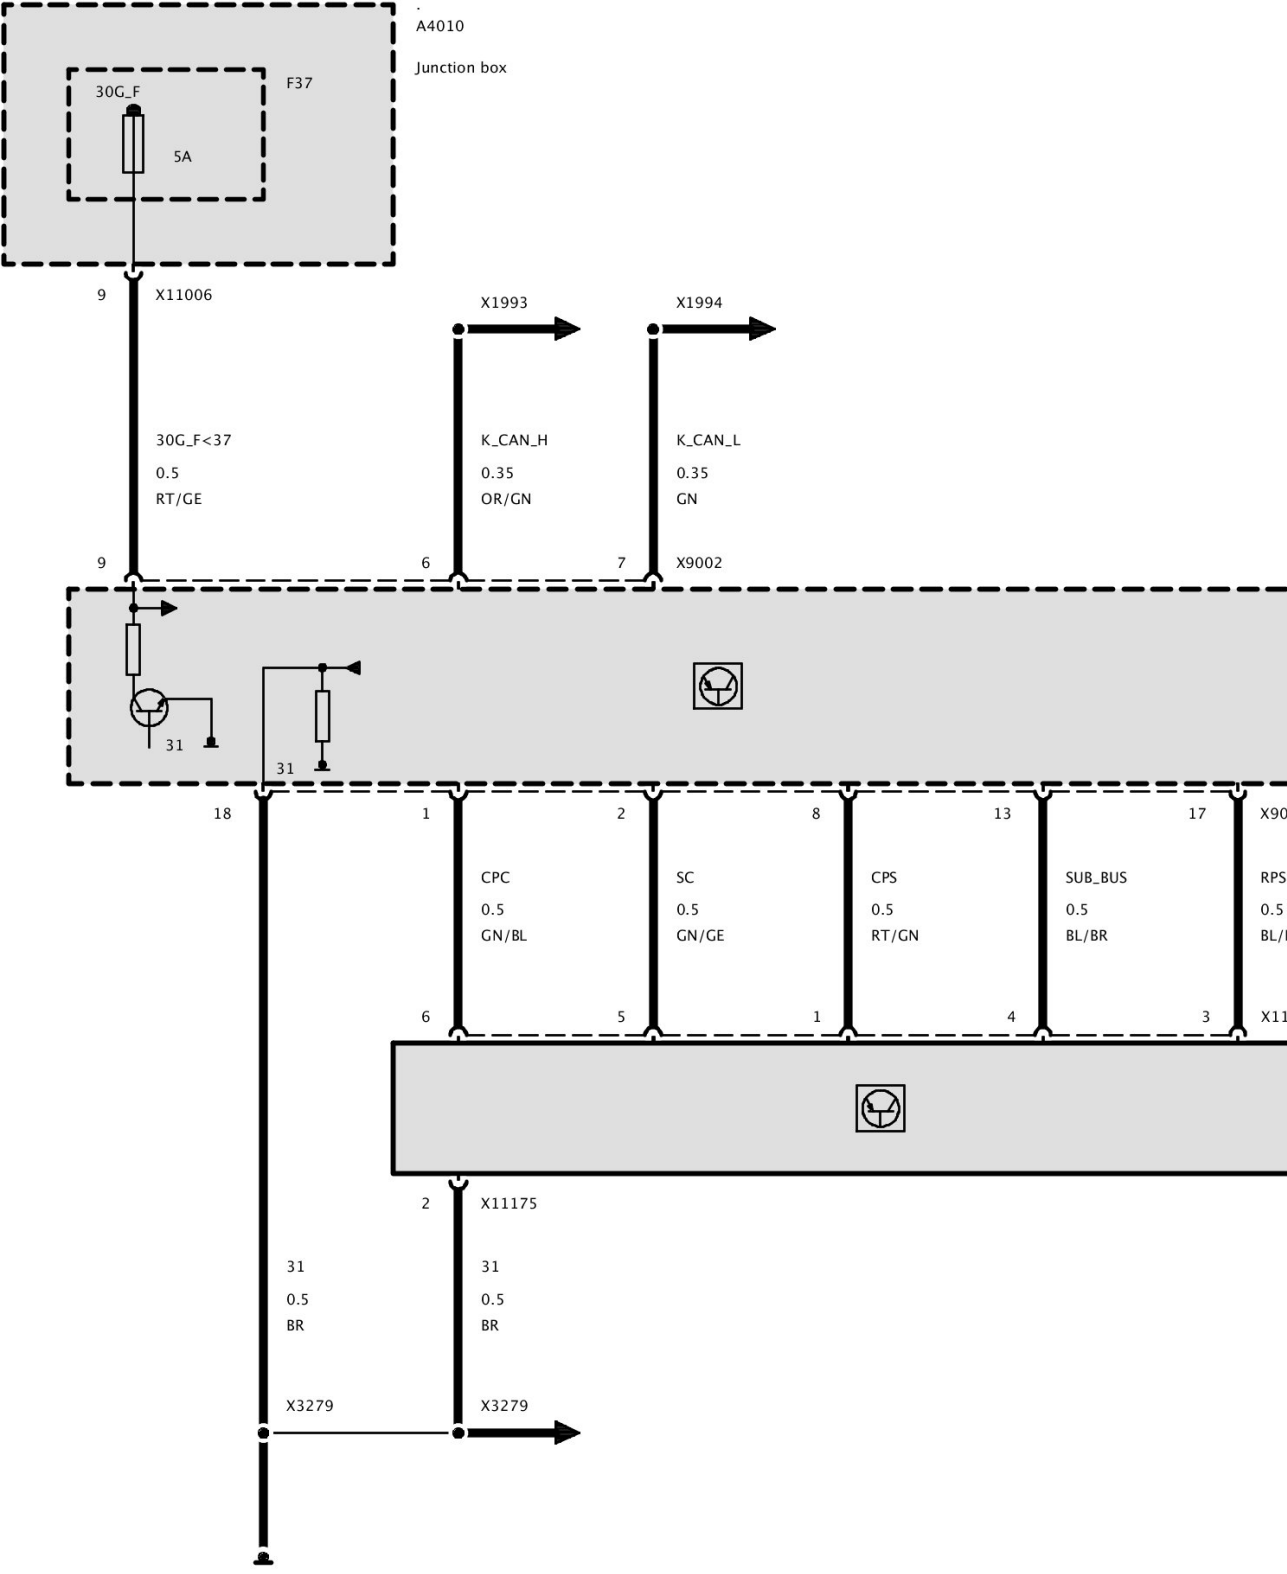 .
A4010
Junction box
F37
30G_F
5A
9 X11006
X1993 X1994
30G_F<37 K_CAN_H K_CAN_L
0.5 0.35 0.35
RT/GE OR/GN GN
9 6 7 X9002
31
31
18 1 2 8 13 17 X90
CPC SC CPS SUB_BUS RPS
0.5 0.5 0.5 0.5 0.5
GN/BL GN/GE RT/GN BL/BR BL/
6 5 1 4 3 X11
2 X11175
31 31
0.5 0.5
BR BR
X3279 X3279